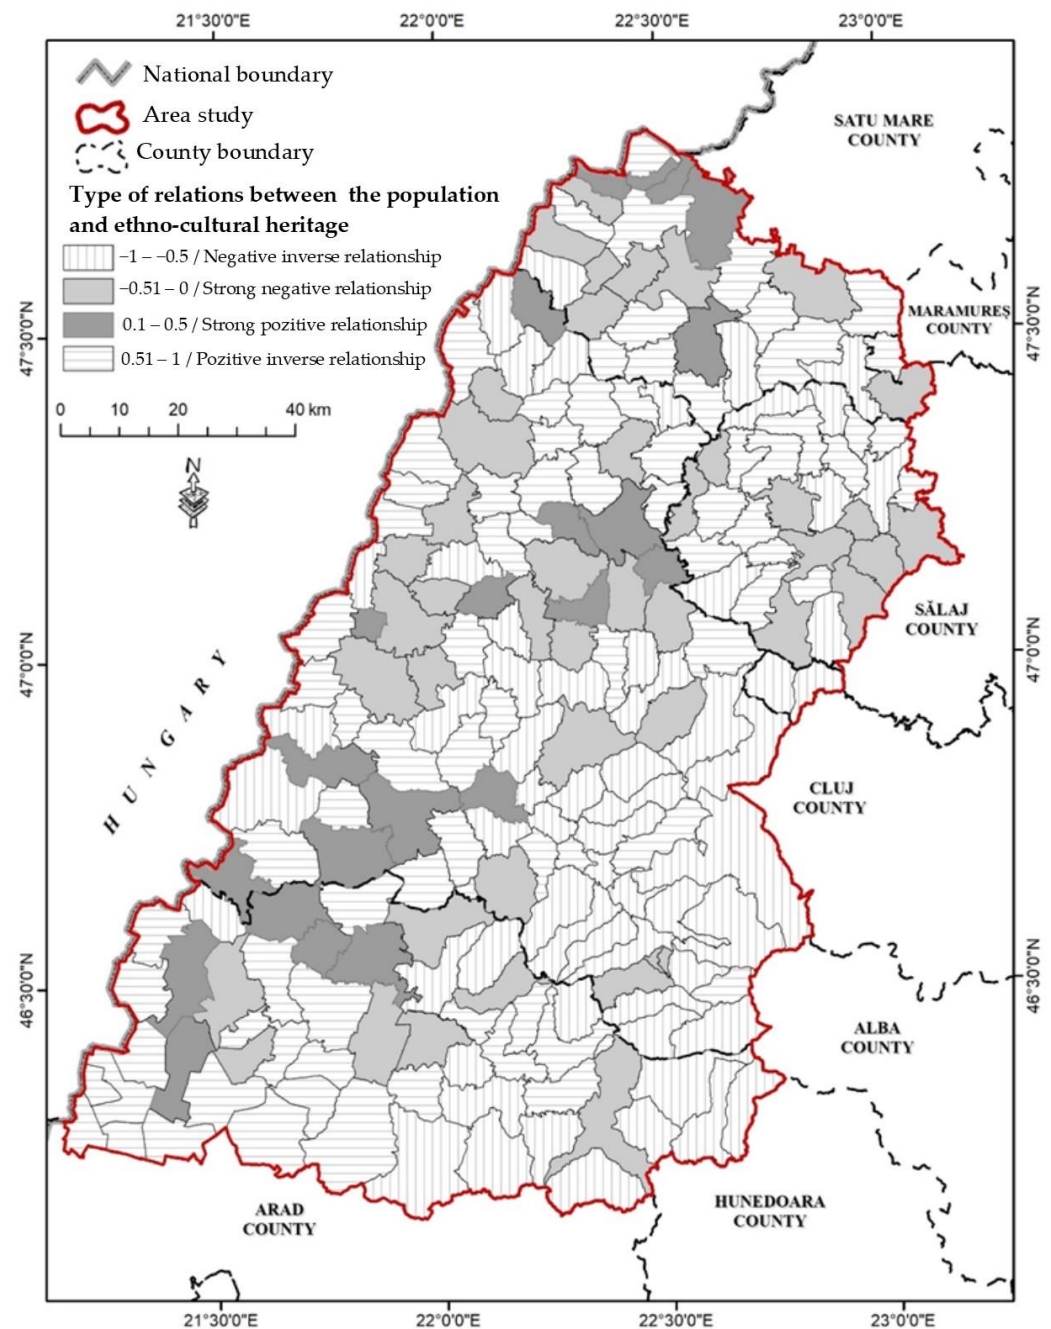 21°30'0"E 22°0'0"E 22°30'0"E 23°0'0"E
National boundary
Area study
County boundary
Type of relations between the population
and ethno-cultural heritage
−1 – −0.5 / Negative inverse relationship
−0.51 – 0 / Strong negative relationship
0.1 – 0.5 / Strong pozitive relationship
0.51 – 1 / Pozitive inverse relationship
0 10 20 40 km
N
SATU MARE
COUNTY
MARAMUREȘ
COUNTY
47°30'0"N
47°30'0"N
SĂLAJ
COUNTY
47°0'0"N
47°0'0"N
HUNGARY
CLUJ
COUNTY
46°30'0"N
46°30'0"N
ALBA
COUNTY
ARAD
COUNTY
HUNEDOARA
COUNTY
21°30'0"E 22°0'0"E 22°30'0"E 23°0'0"E